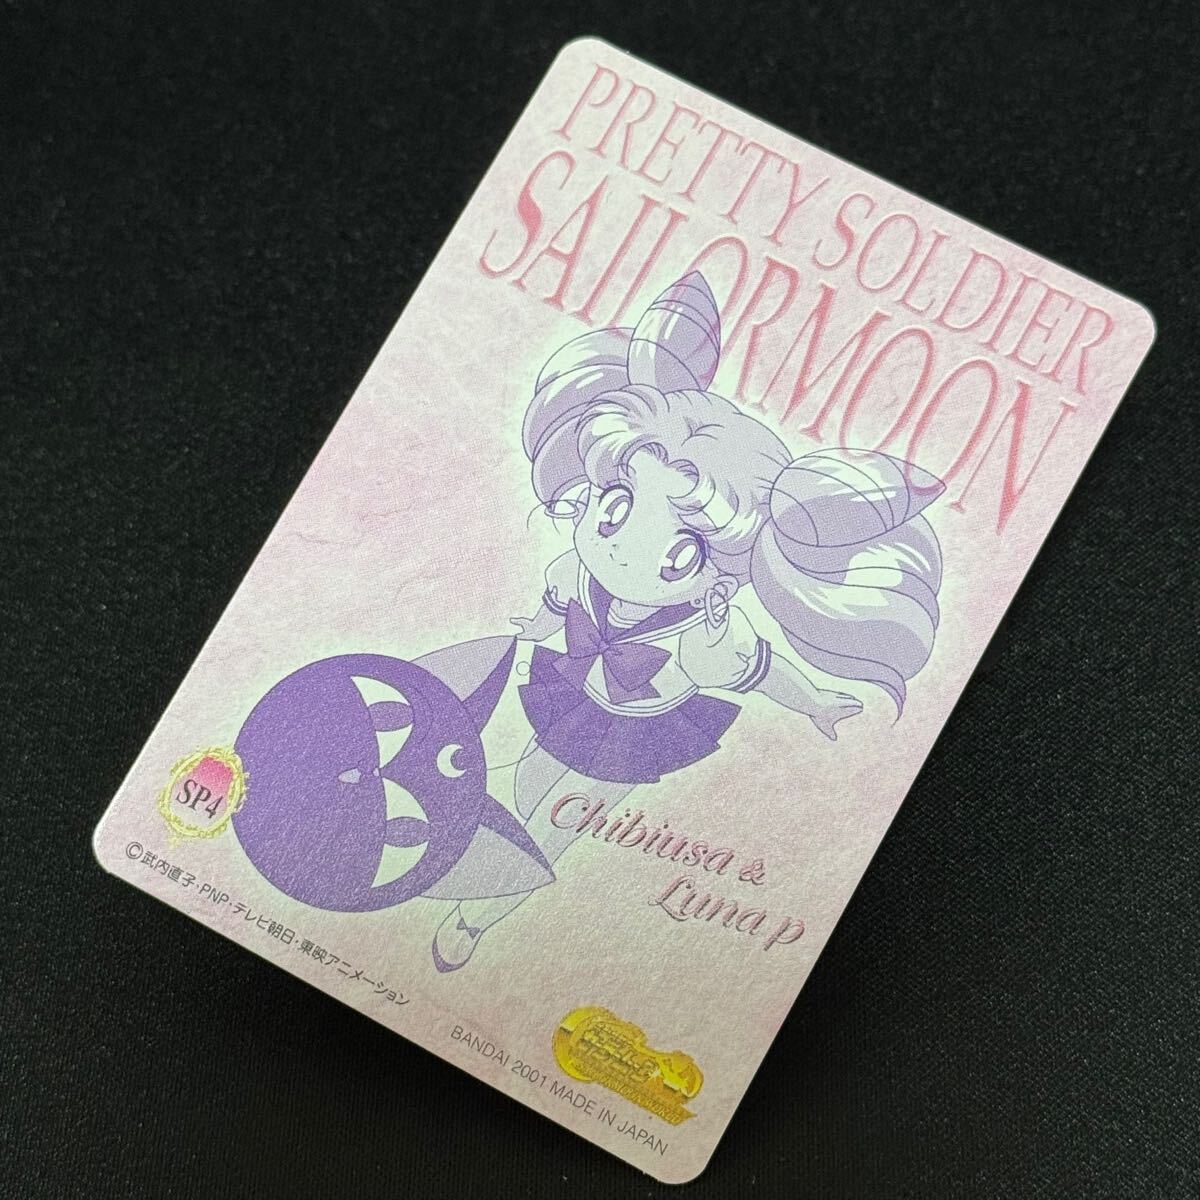 PRETTY SOLDIER
SAILORMOON
Chibiusa &
Luna p
SP4
©武内直子・PNP・テレビ朝日・東映アニメーション
BANDAI 2001 MADE IN JAPAN